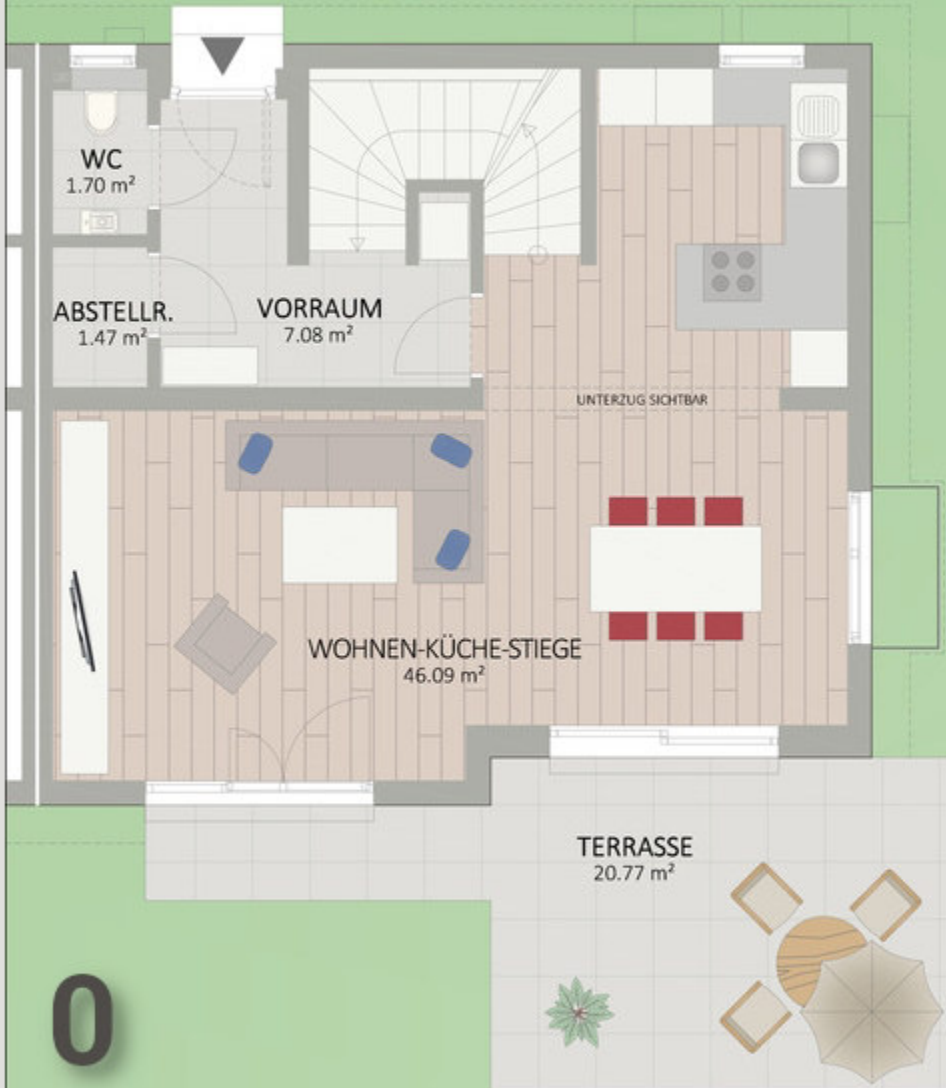 WC
1.70 m²
ABSTELLR.
1.47 m²
VORRAUM
7.08 m²
UNTERZUG SICHTBAR
WOHNEN-KÜCHE-STIEGE
46.09 m²
TERRASSE
20.77 m²
0